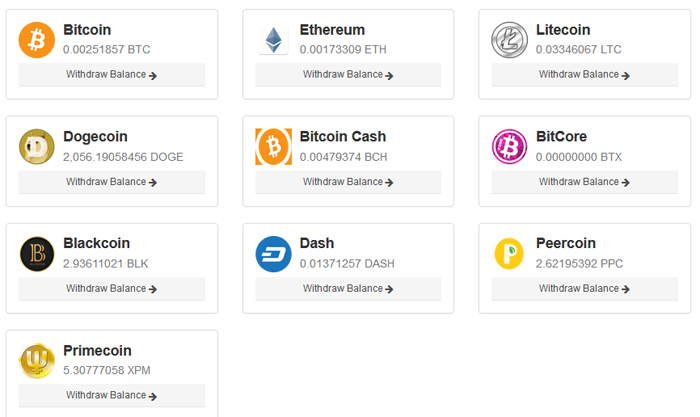 Bitcoin
0.00251857 BTC
Withdraw Balance
Ethereum
0.00173309 ETH
Withdraw Balance
Litecoin
0.03346067 LTC
Withdraw Balance
Dogecoin
2,056.19058456 DOGE
Withdraw Balance
Bitcoin Cash
0.00479374 BCH
Withdraw Balance
BitCore
0.00000000 BTX
Withdraw Balance
Blackcoin
2.93611021 BLK
Withdraw Balance
Dash
0.01371257 DASH
Withdraw Balance
Peercoin
2.62195392 PPC
Withdraw Balance
Primecoin
5.30777058 XPM
Withdraw Balance